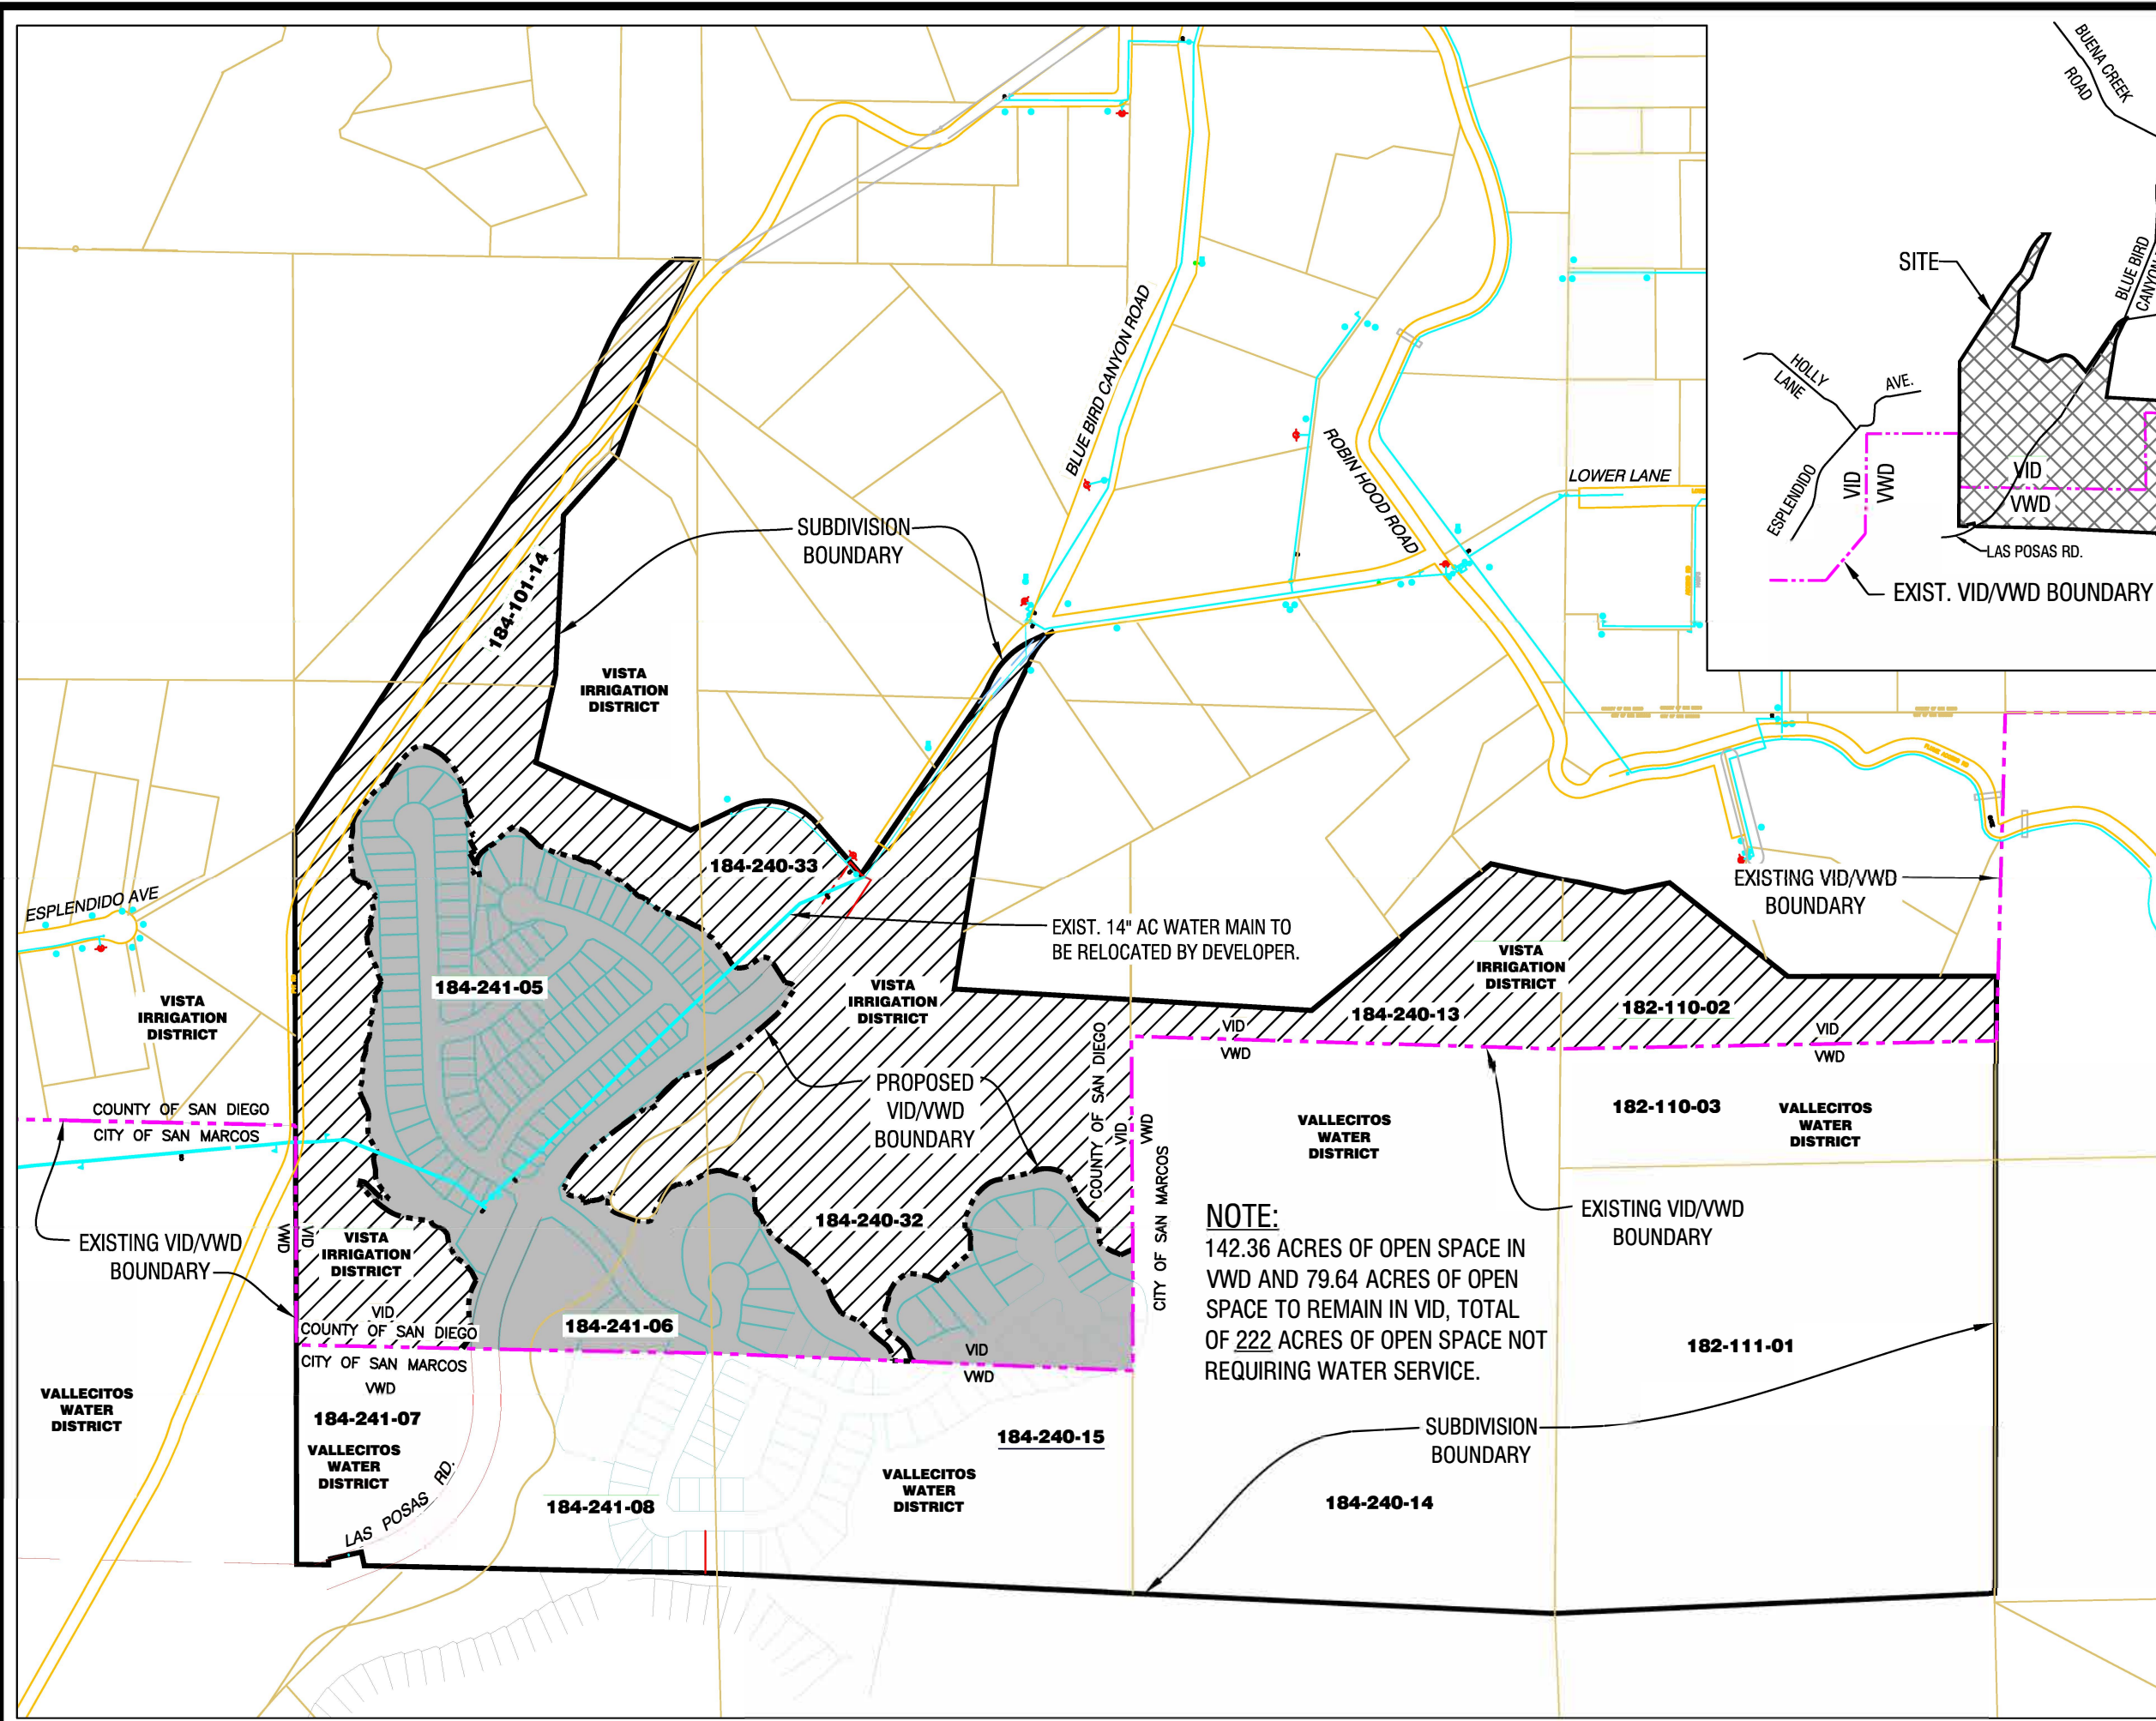 BUENA CREEK
ROAD
SITE
BLUE BIRD
HOLLY
LANE
AVE.
ESPLENDIDO
VID
VWD
VID
VWD
LAS POSAS RD.
EXIST. VID/VWD BOUNDARY
BLUE BIRD CANYON ROAD
ROBIN HOOD ROAD
LOWER LANE
SUBDIVISION
BOUNDARY
184-101-14
VISTA
IRRIGATION
DISTRICT
184-240-33
EXISTING VID/VWD
BOUNDARY
ESPLENDIDO AVE
EXIST. 14" AC WATER MAIN TO
BE RELOCATED BY DEVELOPER.
VISTA
IRRIGATION
DISTRICT
184-241-05
VISTA
IRRIGATION
DISTRICT
VISTA
IRRIGATION
DISTRICT
184-240-13
182-110-02
VID
VWD
VID
VWD
COUNTY OF SAN DIEGO
VID
VWD
CITY OF SAN MARCOS
PROPOSED
VID/VWD
BOUNDARY
COUNTY OF SAN DIEGO
CITY OF SAN MARCOS
VALLECITOS
WATER
DISTRICT
182-110-03
VALLECITOS
WATER
DISTRICT
EXISTING VID/VWD
BOUNDARY
184-240-32
NOTE:
142.36 ACRES OF OPEN SPACE IN
VWD AND 79.64 ACRES OF OPEN
SPACE TO REMAIN IN VID, TOTAL
OF 222 ACRES OF OPEN SPACE NOT
REQUIRING WATER SERVICE.
EXISTING VID/VWD
BOUNDARY
VWD
VID
VISTA
IRRIGATION
DISTRICT
VID
COUNTY OF SAN DIEGO
CITY OF SAN MARCOS
VWD
184-241-06
VID
VWD
182-111-01
VALLECITOS
WATER
DISTRICT
184-241-07
VALLECITOS
WATER
DISTRICT
LAS POSAS RD.
184-241-08
184-240-15
VALLECITOS
WATER
DISTRICT
SUBDIVISION
BOUNDARY
184-240-14